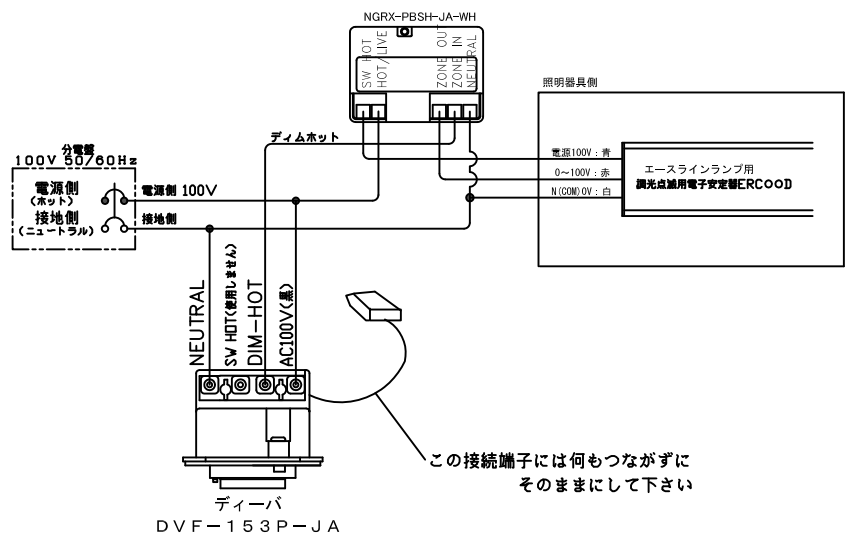 NGRX-PBSH-JA-WH
SW HOT
HOT/LIVE
ZONE OUT
ZONE IN
NEUTRAL
照明器具側
ディムホット
電源100V：青
0～100V：赤
N(COM)0V：白
エースラインランプ用
調光点滅用電子安定器ERCOOD
分電盤
100V 50/60Hz
電源側
(ホット)
接地側
(ニュートラル)
電源側 100V
接地側
NEUTRAL
SW HOT(使用しません)
DIM-HOT
AC100V(黒)
この接続端子には何もつながずに
そのままにして下さい
ディーバ
DVF-153P-JA